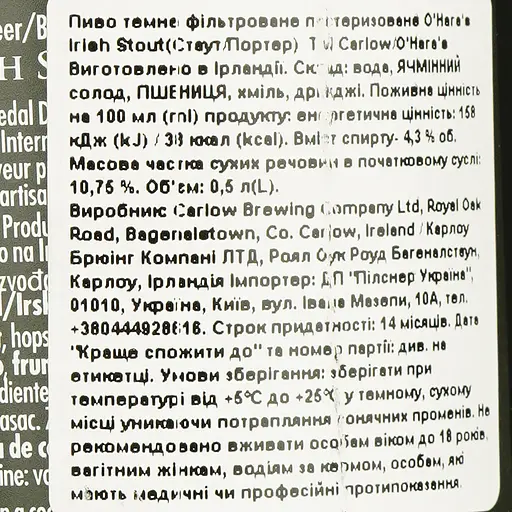 Пиво темне фільтроване пастеризоване O'Hara's
Irish Stout(Стаут/Портер) ТМ Carlow/O'Hara's
Виготовлено в Ірландії. Склад: вода, ЯЧМІННИЙ
солод, ПШЕНИЦЯ, хміль, дріжджі. Поживна цінність
на 100 мл (ml) продукту: енергетична цінність: 158
кДж (kJ) / 38 ккал (kcal). Вміст спирту- 4,3 % об.
Масова частка сухих речовин в початковому суслі:
10,75 %. Об'єм: 0,5 л(L).
Виробник: Carlow Brewing Company Ltd, Royal Oak
Road, Bagenalstown, Co. Carlow, Ireland / Карлоу
Брюінг Компані ЛТД, Роял Оук Роуд Багеналстаун,
Карлоу, Ірландія Імпортер: ДП "Пілснер Україна",
01010, Україна, Київ, вул. Івана Мазепи, 10А, тел.
Строк придатності: 14 місяців. Дата
"Краще спожити до" та номер партії: див. на
етикетці. Умови зберігання: зберігати при
температурі від +5°С до +25°С у темному, сухому
місці уникаючи потрапляння сонячних променів. Не
рекомендовано вживати особам віком до 18 років,
вагітним жінкам, водіям за кермом, особам, які
мають медичні чи професійні протипоказання.